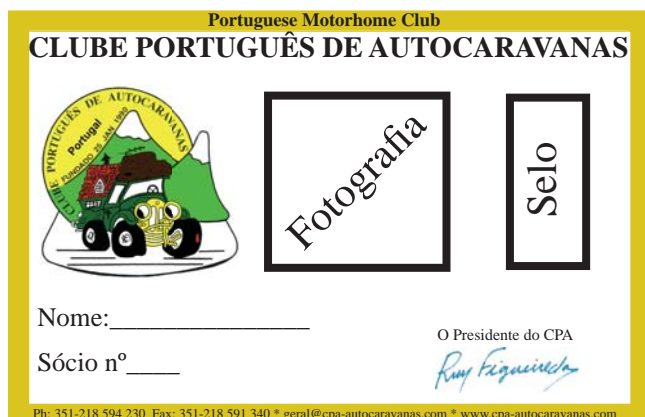 Portuguese Motorhome Club
CLUBE PORTUGUÊS DE AUTOCARAVANAS
CLUBE PORTUGUÊS DE AUTOCARAVANAS
Portugal
FUNDADO 25 JAN 1990
Fotografia
Selo
Nome:_______________
Sócio nº____
O Presidente do CPA
Ruy Figueiredo
Ph: 351-218 594 230 Fax: 351-218 591 340 * geral@cpa-autocaravanas.com * www.cpa-autocaravanas.com